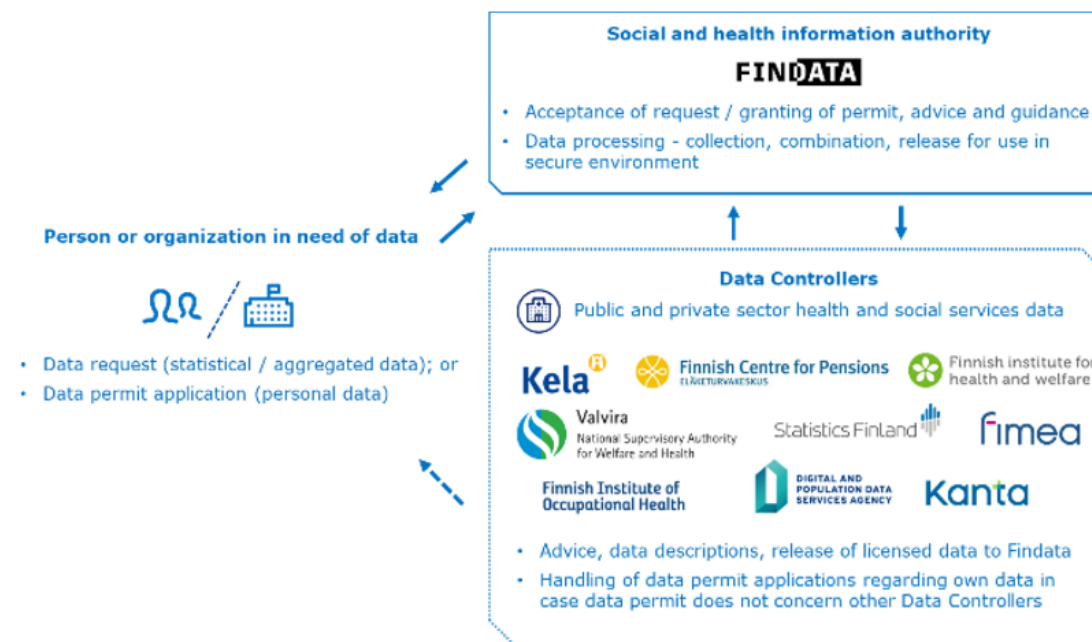 Social and health information authority
FINDATA
• Acceptance of request / granting of permit, advice and guidance
• Data processing - collection, combination, release for use in
secure environment
Person or organization in need of data
• Data request (statistical / aggregated data); or
• Data permit application (personal data)
Data Controllers
Public and private sector health and social services data
Kela
Finnish Centre for Pensions
ELÄKETURVAKESKUS
Finnish institute for
health and welfare
Valvira
National Supervisory Authority
for Welfare and Health
Statistics Finland
fimea
Finnish Institute of
Occupational Health
DIGITAL AND
POPULATION DATA
SERVICES AGENCY
Kanta
• Advice, data descriptions, release of licensed data to Findata
• Handling of data permit applications regarding own data in
case data permit does not concern other Data Controllers